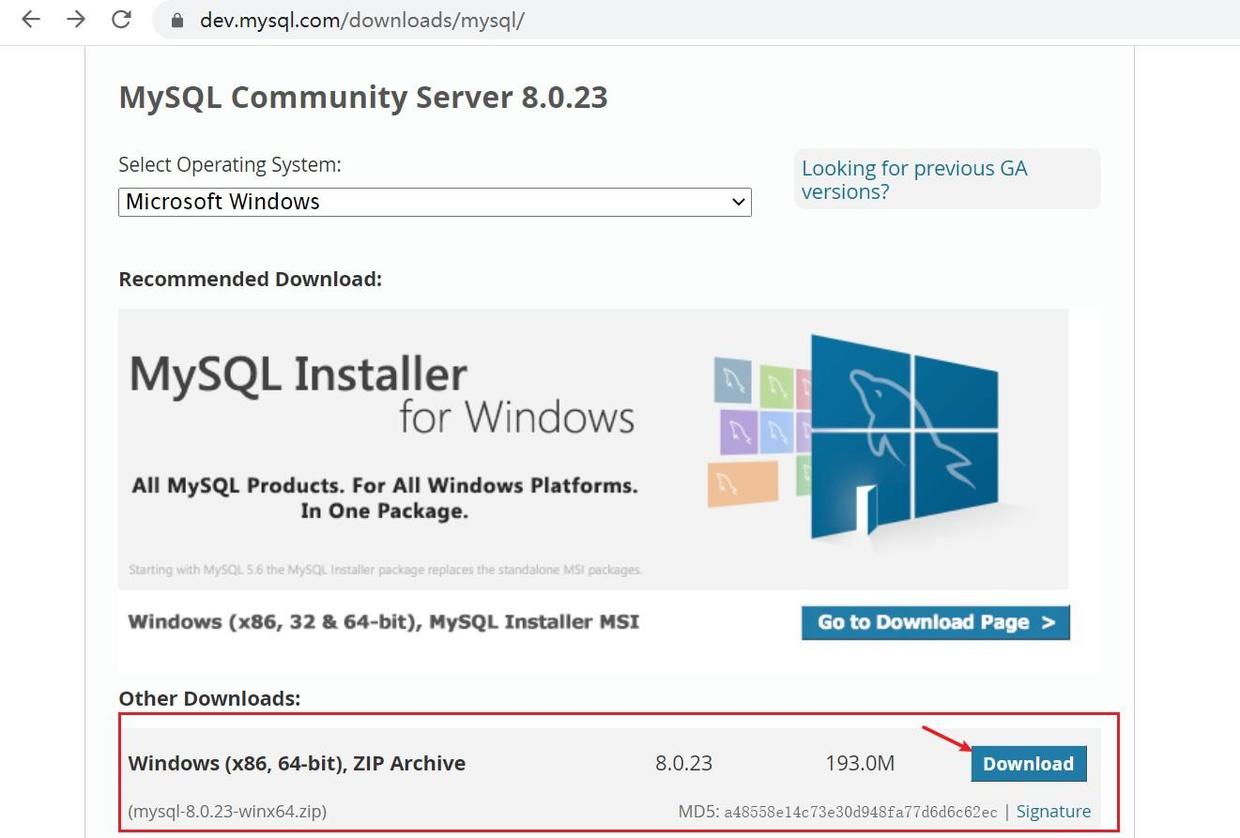 dev.mysql.com/downloads/mysql/
MySQL Community Server 8.0.23
Select Operating System:
Microsoft Windows
Looking for previous GA
versions?
Recommended Download:
MySQL Installer
for Windows
All MySQL Products. For All Windows Platforms.
In One Package.
Starting with MySQL 5.6 the MySQL Installer package replaces the standalone MSI packages.
Windows (x86, 32 & 64-bit), MySQL Installer MSI
Go to Download Page >
Other Downloads:
Windows (x86, 64-bit), ZIP Archive 8.0.23 193.0M Download
(mysql-8.0.23-winx64.zip) MD5: a48558e14c73e30d948fa77d6d6c62ec | Signature